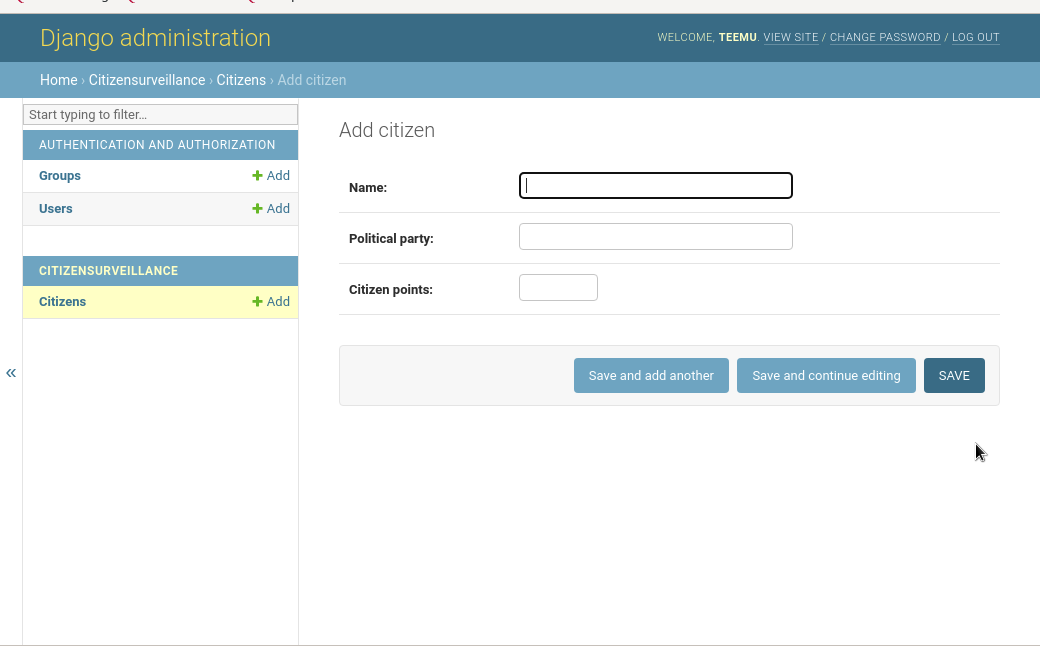 Django administration
WELCOME, TEEMU. VIEW SITE / CHANGE PASSWORD / LOG OUT
Home › Citizensurveillance › Citizens › Add citizen
Start typing to filter...
AUTHENTICATION AND AUTHORIZATION
Groups + Add
Users + Add
CITIZENSURVEILLANCE
Citizens + Add
«
Add citizen
Name:
Political party:
Citizen points:
Save and add another
Save and continue editing
SAVE